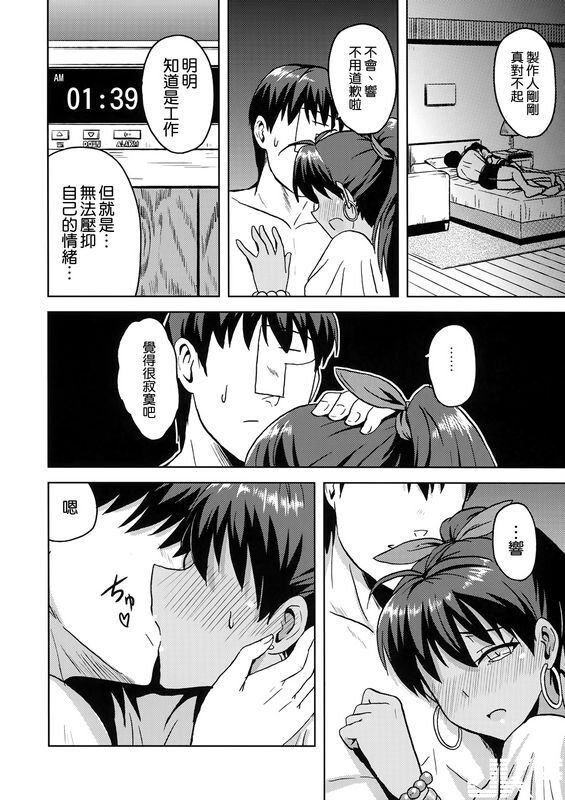 製作人剛剛
真對不起
不會、響
不用道歉啦
AM
01:39
DOWN
ALARM
明明
知道是工作
但就是…
無法壓抑
自己的情緒…
……
覺得很寂寞吧
…響
嗯
ちゅ♡